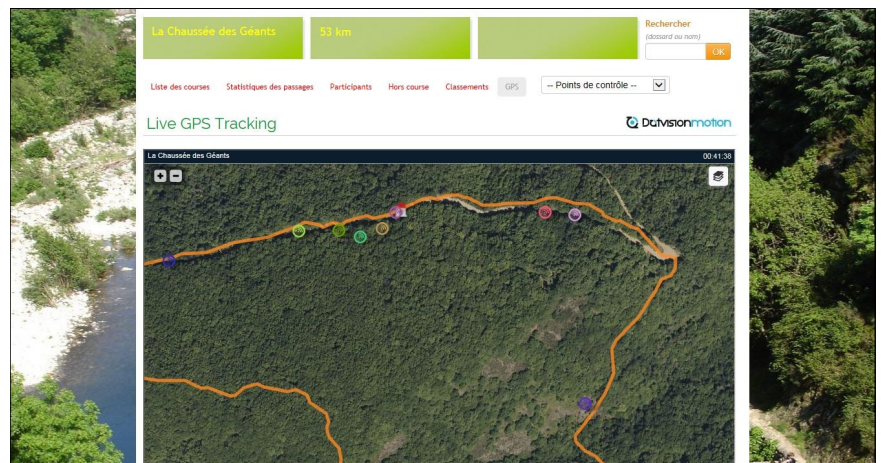 La Chaussée des Géants
53 km
Rechercher
(dossard ou nom)
OK
Liste des courses
Statistiques des passages
Participants
Hors course
Classements
GPS
-- Points de contrôle --
Live GPS Tracking
Datvisionmotion
La Chaussée des Géants
00:41:38